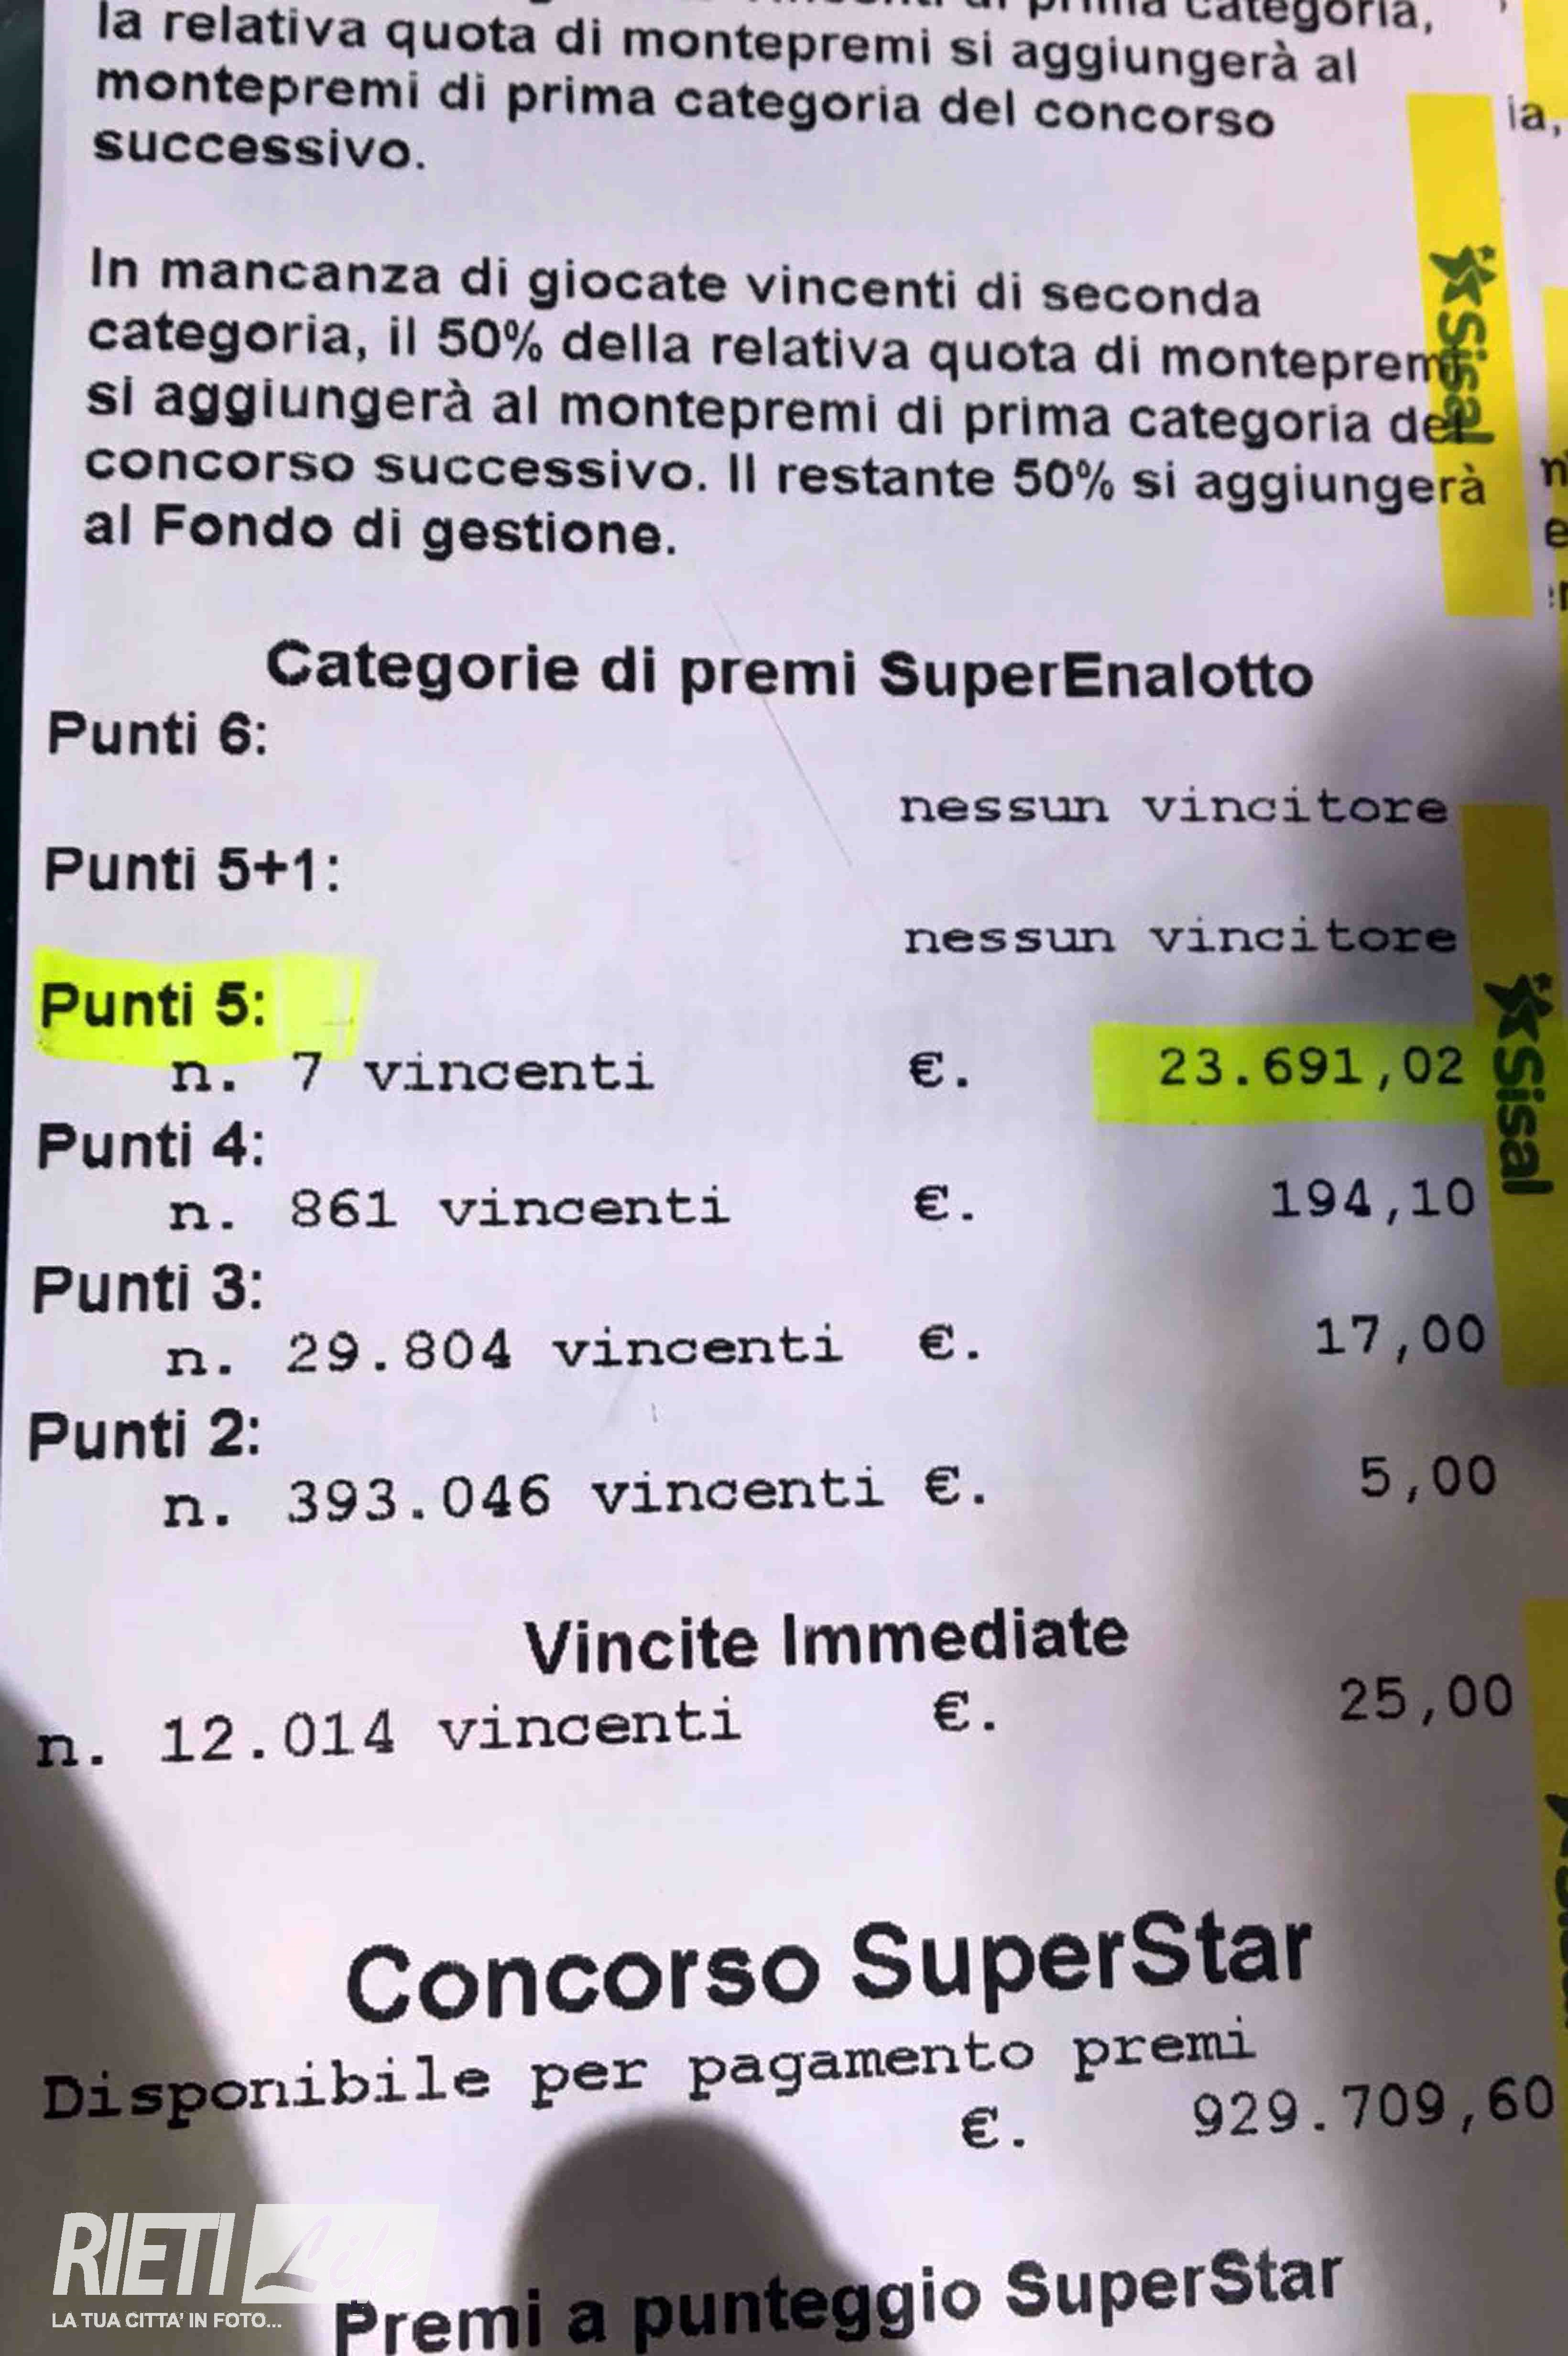 prima categoria,
la relativa quota di montepremi si aggiungerà al
montepremi di prima categoria del concorso
successivo.
ia,
In mancanza di giocate vincenti di seconda
categoria, il 50% della relativa quota di montepremi
si aggiungerà al montepremi di prima categoria del
concorso successivo. Il restante 50% si aggiungerà
al Fondo di gestione.
Sisal
Categorie di premi SuperEnalotto
Punti 6:
nessun vincitore
Punti 5+1:
nessun vincitore
Punti 5:
n. 7 vincenti €. 23.691,02
Sisal
Punti 4:
n. 861 vincenti €. 194,10
Punti 3:
n. 29.804 vincenti €. 17,00
Punti 2:
n. 393.046 vincenti €. 5,00
Vincite Immediate
n. 12.014 vincenti €. 25,00
Concorso SuperStar
Disponibile per pagamento premi
€. 929.709,60
Premi a punteggio SuperStar
RIETI Life
LA TUA CITTA' IN FOTO...